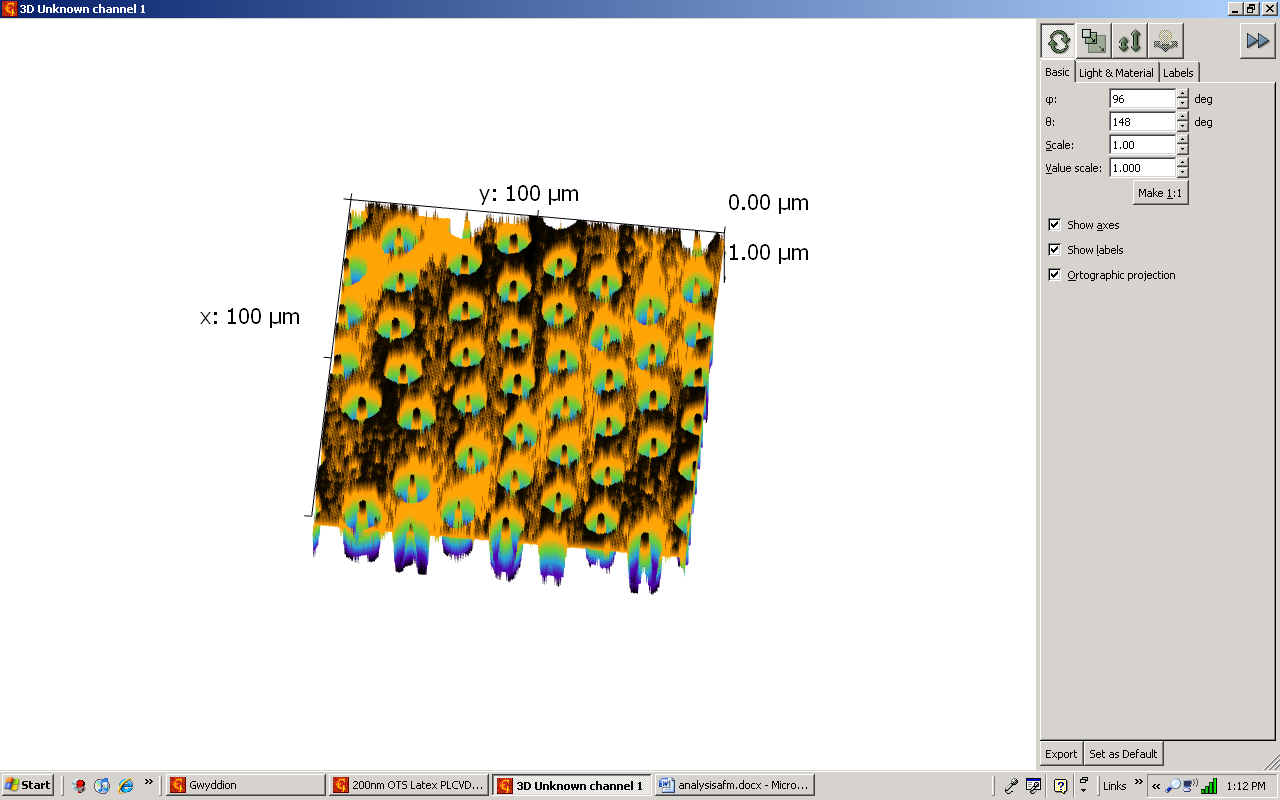 3D Unknown channel 1
Basic
Light & Material
Labels
φ: 96 deg
θ: 148 deg
Scale: 1.00
Value scale: 1.000
Make 1:1
Show axes
Show labels
Ortographic projection
y: 100 µm
0.00 µm
1.00 µm
x: 100 µm
Export
Set as Default
Start
»
Gwyddion
200nm OTS Latex PLCVD...
3D Unknown channel 1
analysisafm.docx - Micro...
Links
»
«
1:12 PM